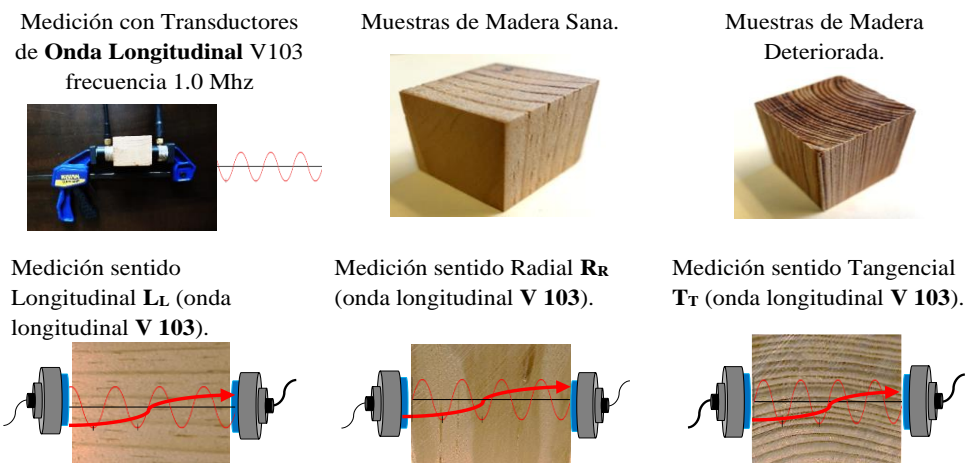 Medición con Transductores
de Onda Longitudinal V103
frecuencia 1.0 Mhz
Muestras de Madera Sana.
Muestras de Madera
Deteriorada.
Medición sentido
Longitudinal LL (onda
longitudinal V 103).
Medición sentido Radial RR
(onda longitudinal V 103).
Medición sentido Tangencial
TT (onda longitudinal V 103).